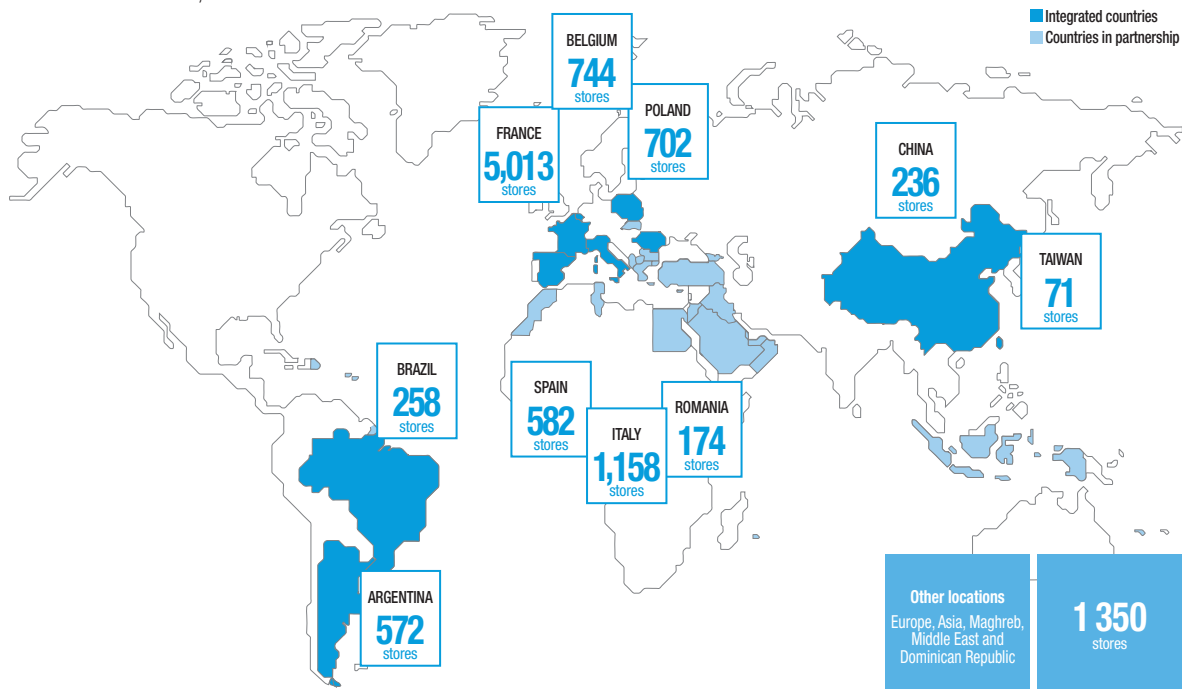 Integrated countries
Countries in partnership
BELGIUM
744
stores
POLAND
702
stores
FRANCE
5,013
stores
CHINA
236
stores
TAIWAN
71
stores
BRAZIL
258
stores
SPAIN
582
stores
ITALY
1,158
stores
ROMANIA
174
stores
ARGENTINA
572
stores
Other locations
Europe, Asia, Maghreb,
Middle East and
Dominican Republic
1 350
stores